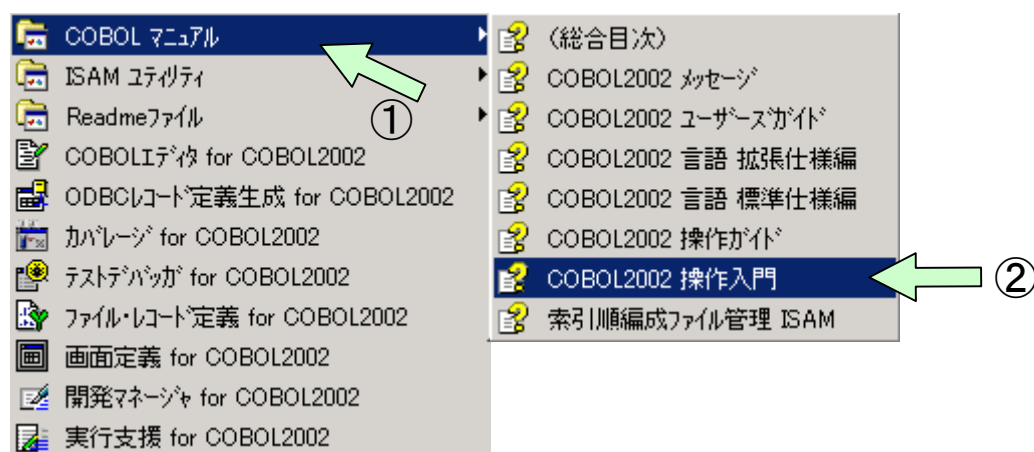 COBOL ﾏﾆｭｱﾙ
ISAM ﾕﾃｨﾘﾃｨ
Readmeﾌｧｲﾙ
COBOLｴﾃﾞｨﾀ for COBOL2002
ODBCﾚｺｰﾄﾞ定義生成 for COBOL2002
ｶﾊﾞﾚｰｼﾞ for COBOL2002
ﾃｽﾄﾃﾞﾊﾞｯｶﾞ for COBOL2002
ﾌｧｲﾙ･ﾚｺｰﾄﾞ定義 for COBOL2002
画面定義 for COBOL2002
開発ﾏﾈｰｼﾞｬ for COBOL2002
実行支援 for COBOL2002
①
(総合目次)
COBOL2002 ﾒｯｾｰｼﾞ
COBOL2002 ﾕｰｻﾞｰｽﾞｶﾞｲﾄﾞ
COBOL2002 言語 拡張仕様編
COBOL2002 言語 標準仕様編
COBOL2002 操作ｶﾞｲﾄﾞ
COBOL2002 操作入門
索引順編成ﾌｧｲﾙ管理 ISAM
②